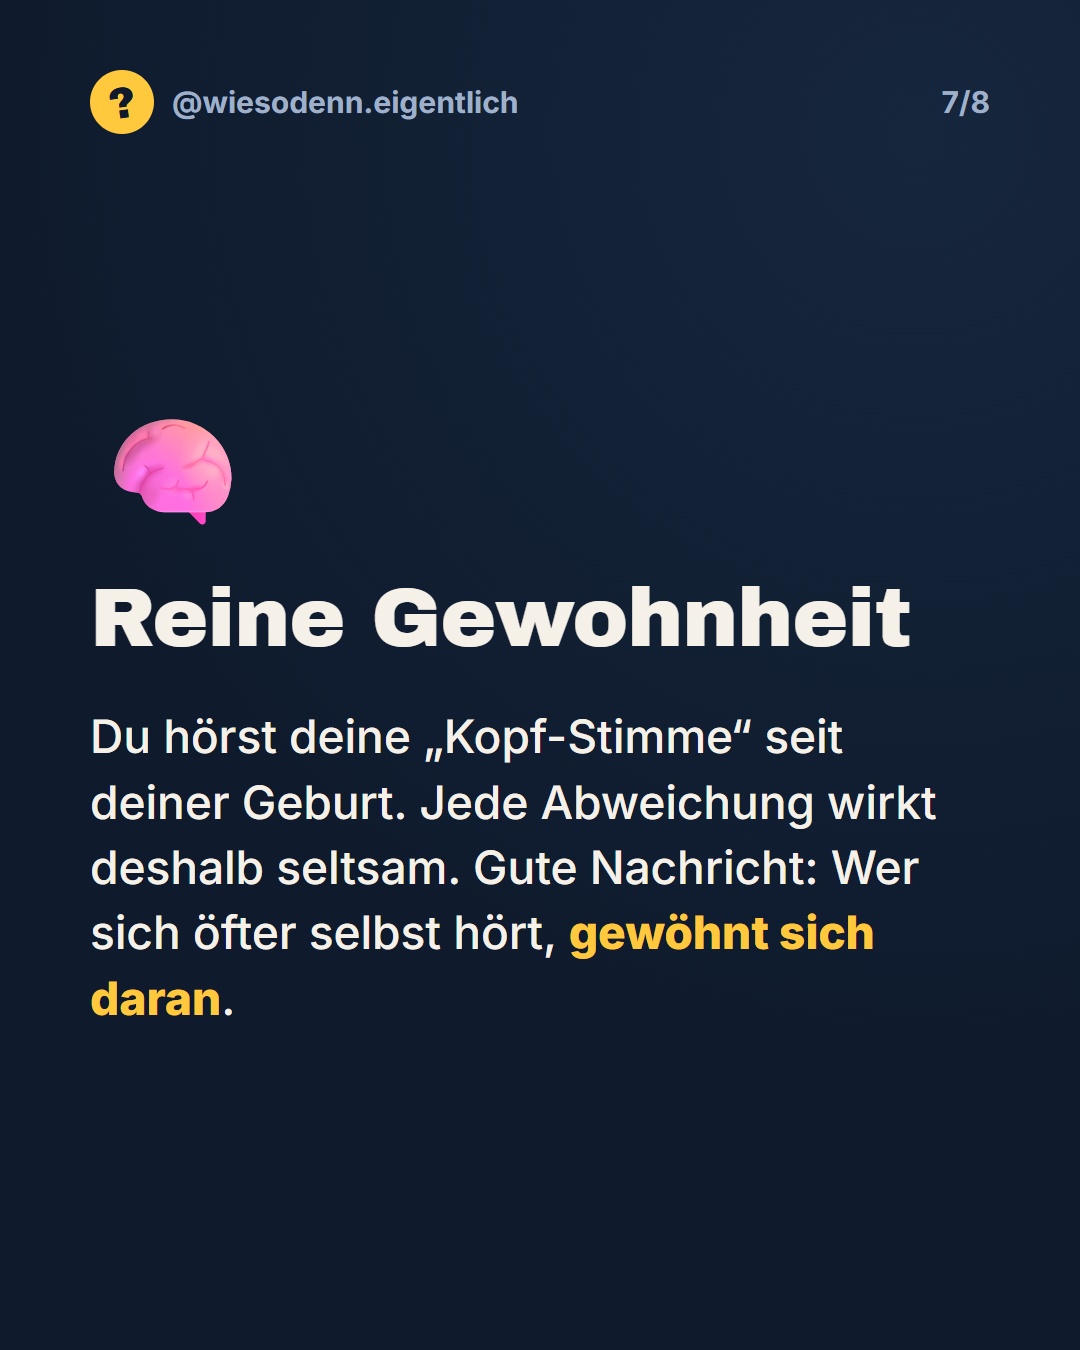 ? @wiesodenn.eigentlich 7/8
Reine Gewohnheit
Du hörst deine „Kopf-Stimme“ seit
deiner Geburt. Jede Abweichung wirkt
deshalb seltsam. Gute Nachricht: Wer
sich öfter selbst hört, gewöhnt sich
daran.